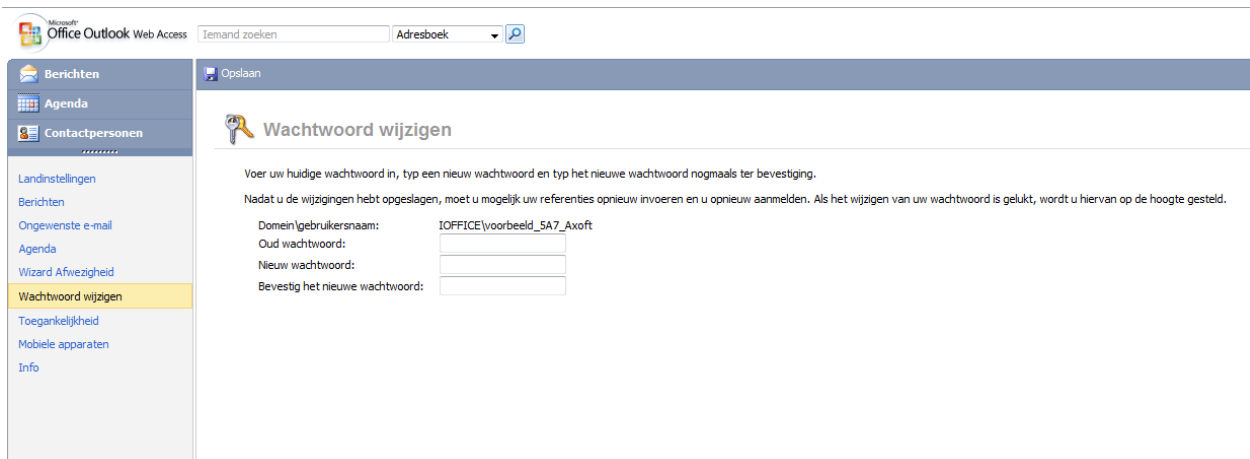 Microsoft®
Office Outlook Web Access
Iemand zoeken
Adresboek
Berichten
Agenda
Contactpersonen
Opslaan
Wachtwoord wijzigen
Voer uw huidige wachtwoord in, typ een nieuw wachtwoord en typ het nieuwe wachtwoord nogmaals ter bevestiging.
Nadat u de wijzigingen hebt opgeslagen, moet u mogelijk uw referenties opnieuw invoeren en u opnieuw aanmelden. Als het wijzigen van uw wachtwoord is gelukt, wordt u hiervan op de hoogte gesteld.
Domein\gebruikersnaam: IOFFICE\voorbeeld_5A7_Axoft
Oud wachtwoord:
Nieuw wachtwoord:
Bevestig het nieuwe wachtwoord:
Landinstellingen
Berichten
Ongewenste e-mail
Agenda
Wizard Afwezigheid
Wachtwoord wijzigen
Toegankelijkheid
Mobiele apparaten
Info